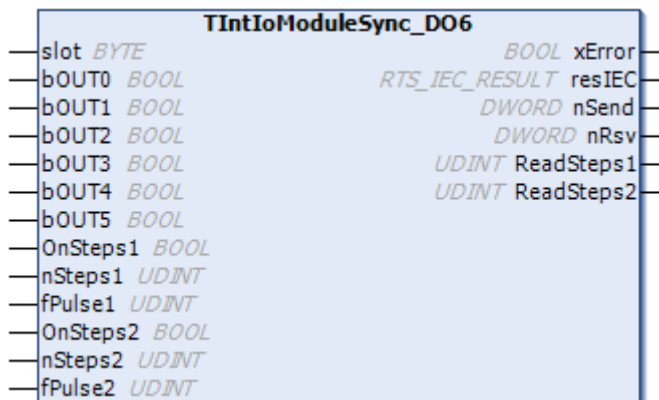 TIntIoModuleSync_DO6
slot BYTE BOOL xError
bOUT0 BOOL RTS_IEC_RESULT resIEC
bOUT1 BOOL DWORD nSend
bOUT2 BOOL DWORD nRsv
bOUT3 BOOL UDINT ReadSteps1
bOUT4 BOOL UDINT ReadSteps2
bOUT5 BOOL
OnSteps1 BOOL
nSteps1 UDINT
fPulse1 UDINT
OnSteps2 BOOL
nSteps2 UDINT
fPulse2 UDINT